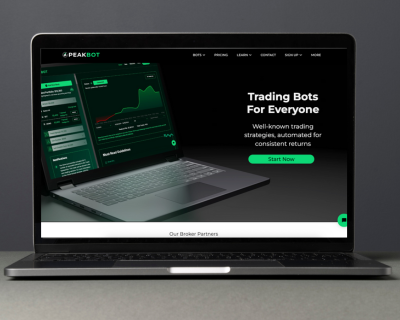 PEAKBOT
BOTS PRICING LEARN CONTACT SIGN UP MORE
Trading Bots
For Everyone
Well-known trading
strategies, automated for
consistent returns
Start Now
Our Broker Partners